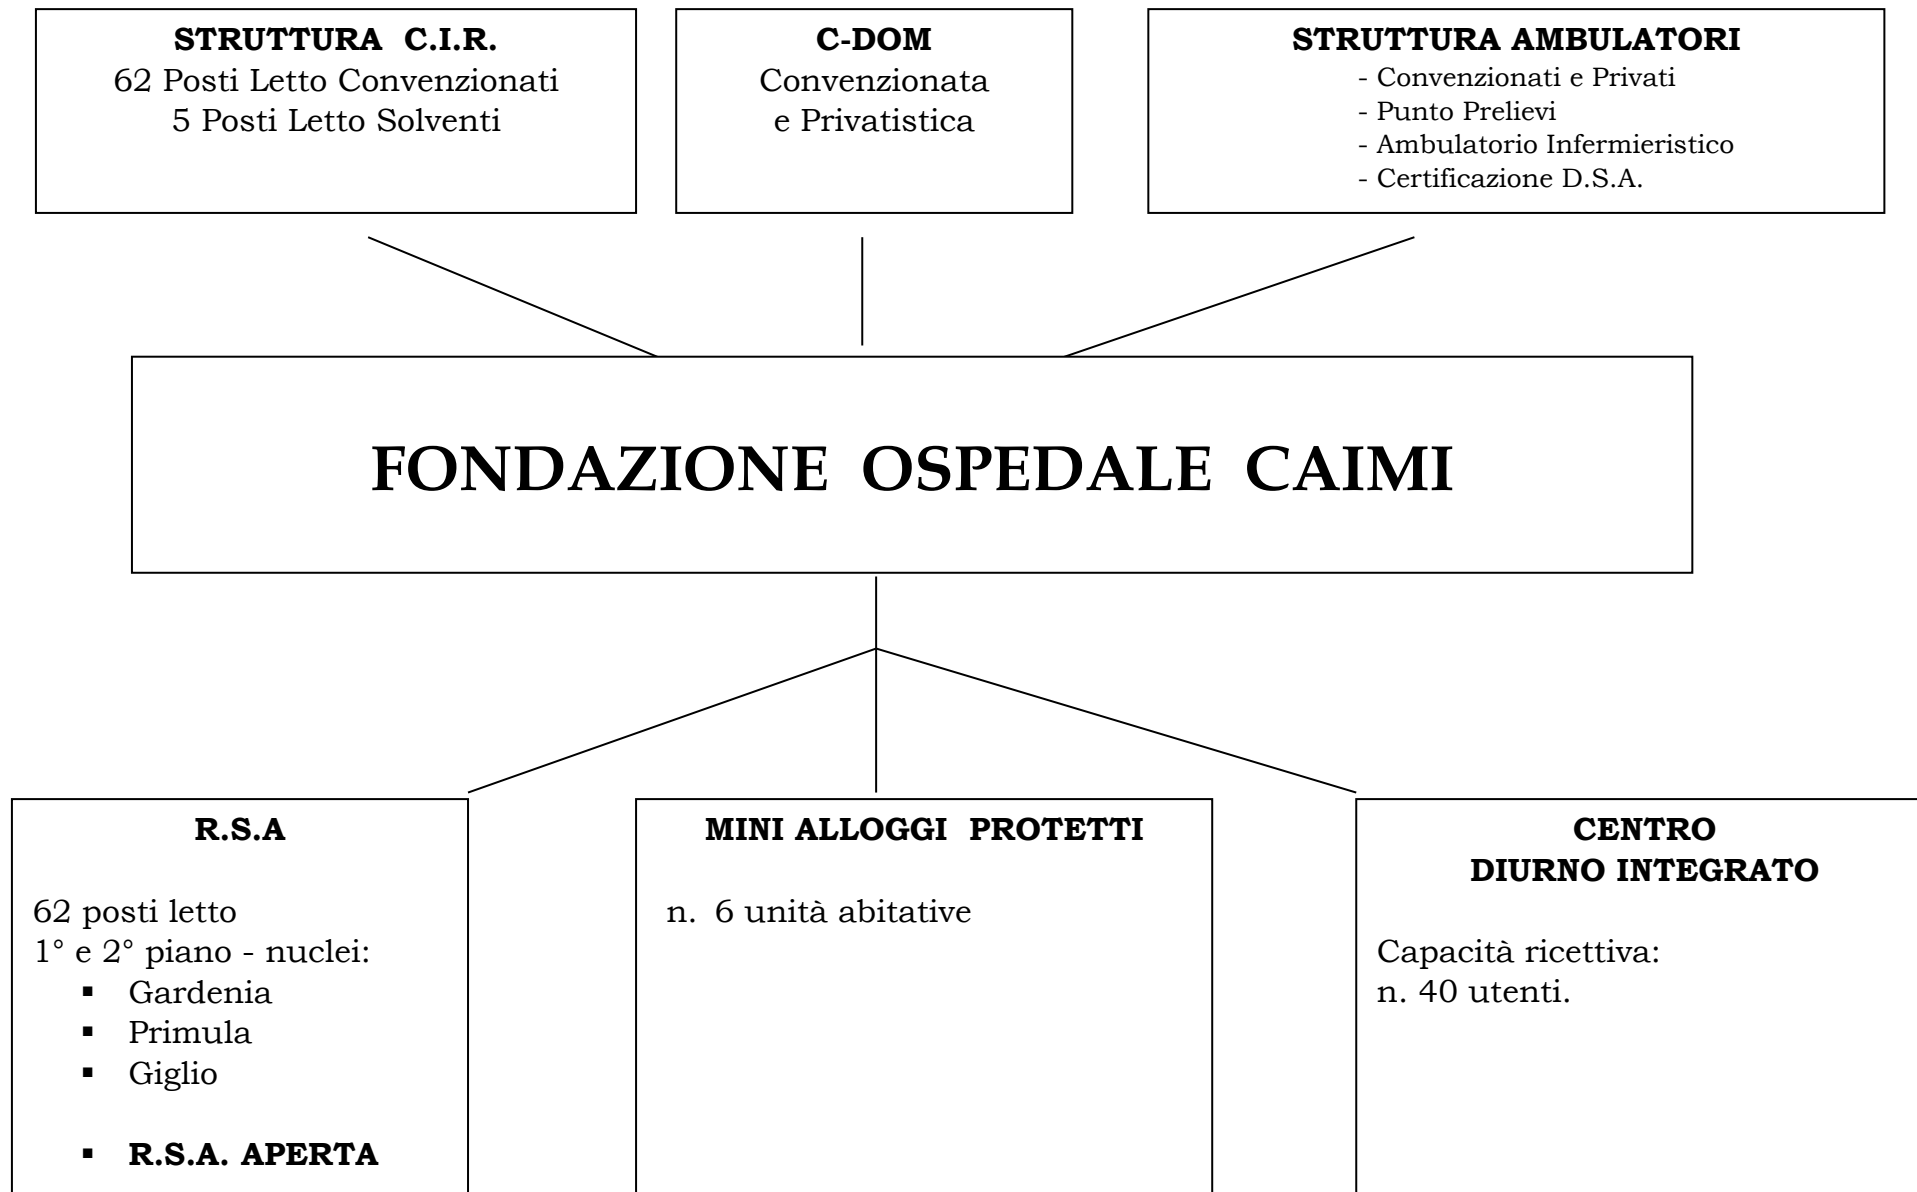 STRUTTURA C.I.R.
62 Posti Letto Convenzionati
5 Posti Letto Solventi
C-DOM
Convenzionata
e Privatistica
STRUTTURA AMBULATORI
- Convenzionati e Privati
- Punto Prelievi
- Ambulatorio Infermieristico
- Certificazione D.S.A.
FONDAZIONE OSPEDALE CAIMI
R.S.A
62 posti letto
1° e 2° piano - nuclei:
▪ Gardenia
▪ Primula
▪ Giglio
▪ R.S.A. APERTA
MINI ALLOGGI PROTETTI
n. 6 unità abitative
CENTRO
DIURNO INTEGRATO
Capacità ricettiva:
n. 40 utenti.